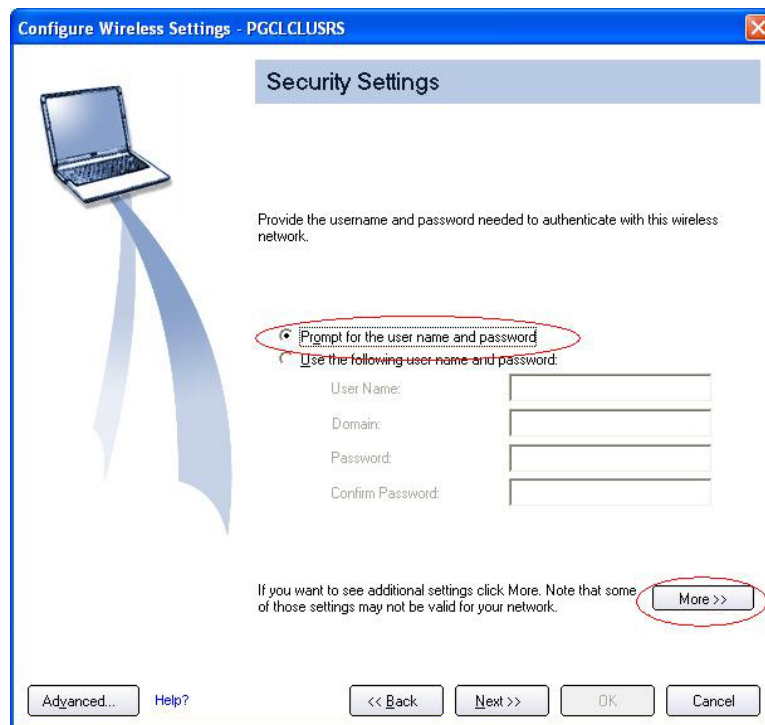 Configure Wireless Settings - PGCLCLUSRS
Security Settings
Provide the username and password needed to authenticate with this wireless
network.
Prompt for the user name and password
Use the following user name and password:
User Name:
Domain:
Password:
Confirm Password:
If you want to see additional settings click More. Note that some
of those settings may not be valid for your network.
More >>
Advanced...
Help?
<< Back
Next >>
OK
Cancel